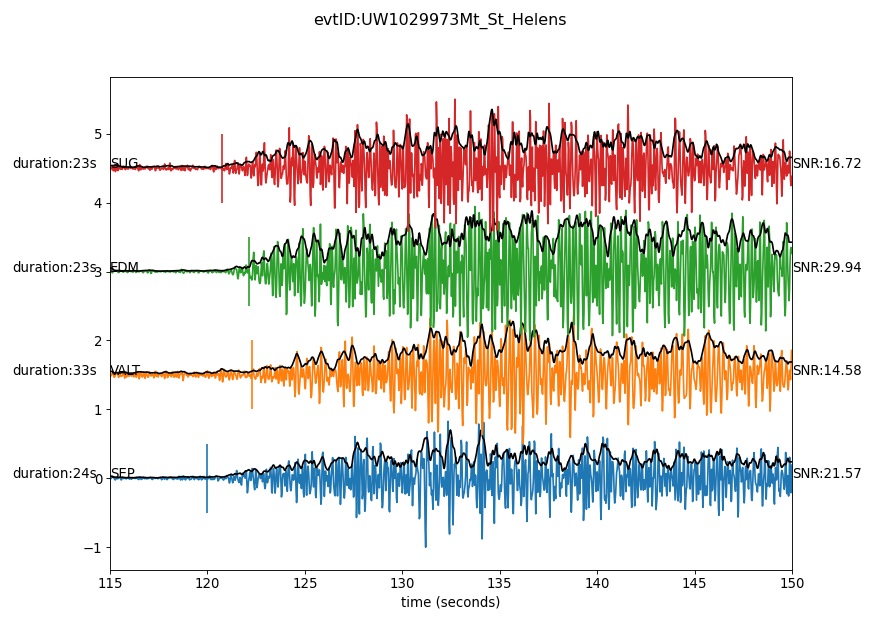 evtID:UW1029973Mt_St_Helens
5
duration:23s SUG SNR:16.72
4
duration:23s 3 EDM SNR:29.94
2
duration:33s VALT SNR:14.58
1
duration:24s 0 SEP SNR:21.57
−1
115 120 125 130 135 140 145 150
time (seconds)